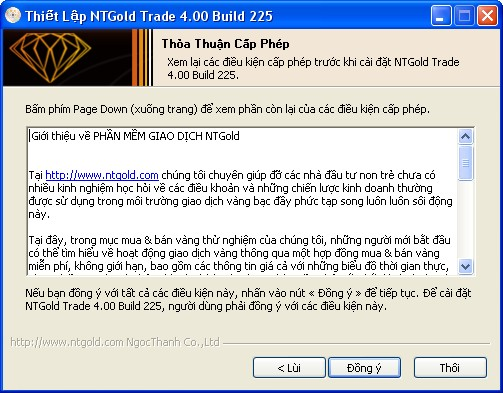 Thiết Lập NTGold Trade 4.00 Build 225
Thỏa Thuận Cấp Phép
Xem lại các điều kiện cấp phép trước khi cài đặt NTGold Trade
4.00 Build 225.
Bấm phím Page Down (xuống trang) để xem phần còn lại của các điều kiện cấp phép.
Giới thiệu về PHẦN MỀM GIAO DỊCH NTGold
Tại http://www.ntgold.com chúng tôi chuyên giúp đỡ các nhà đầu tư non trẻ chưa có
nhiều kinh nghiệm học hỏi về các điều khoản và những chiến lược kinh doanh thường
được sử dụng trong môi trường giao dịch vàng bạc đầy phức tạp song luôn luôn sôi động
này.
Tại đây, trong mục mua & bán vàng thử nghiệm của chúng tôi, những người mới bắt đầu
có thể tìm hiểu về hoạt động giao dịch vàng thông qua một hợp đồng mua & bán vàng
miễn phí, không giới hạn, bao gồm các thông tin giá cả với những biểu đồ thời gian thực,
Nếu bạn đồng ý với tất cả các điều kiện này, nhấn vào nút « Đồng ý » để tiếp tục. Để cài đặt
NTGold Trade 4.00 Build 225, người dùng phải đồng ý với các điều kiện này.
http://www.ntgold.com NgocThanh Co.,Ltd
< Lùi
Đồng ý
Thôi